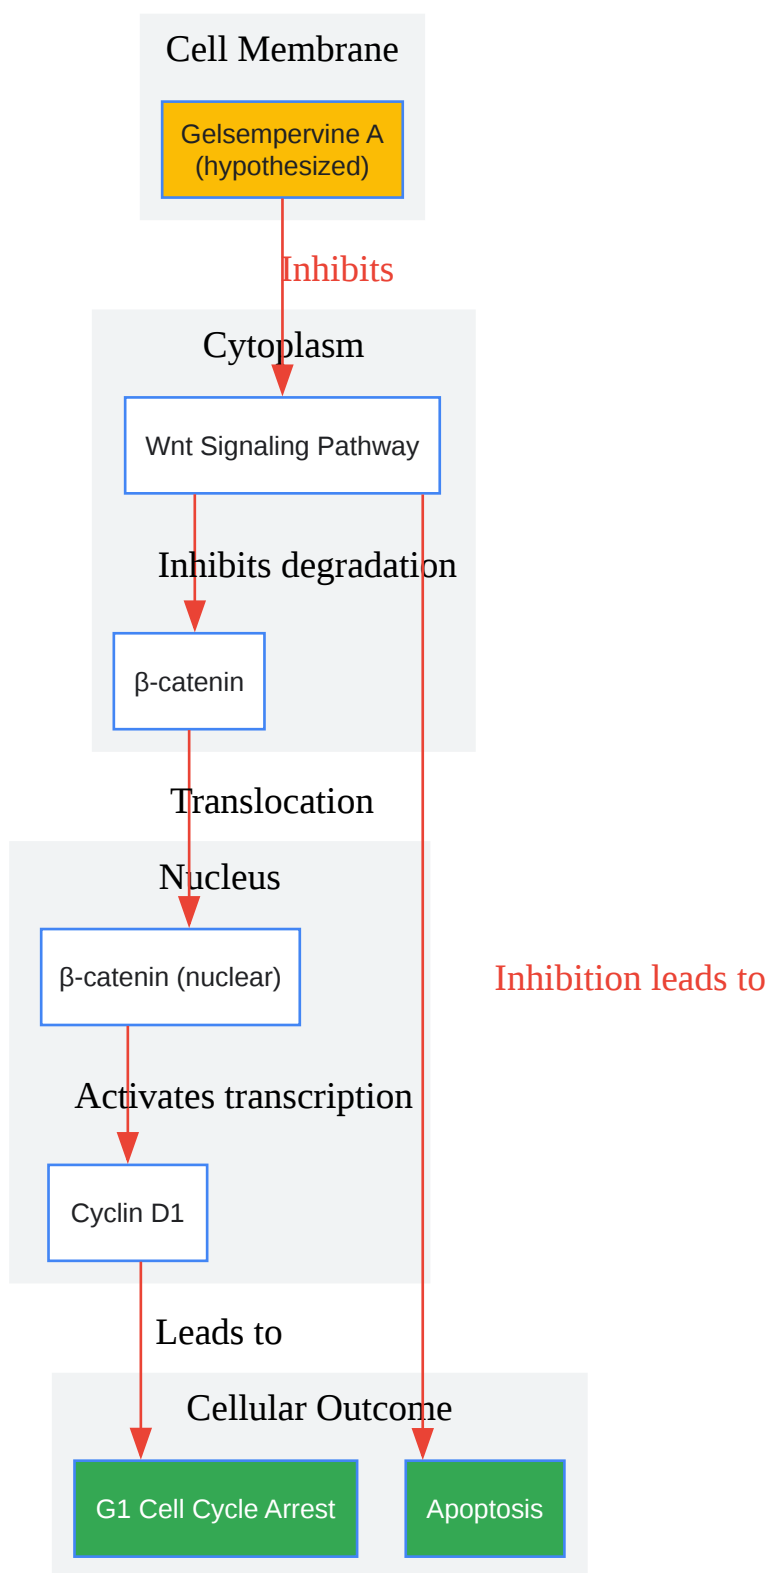 Cell Membrane
Gelsempervine A
(hypothesized)
Inhibits
Cytoplasm
Wnt Signaling Pathway
Inhibits degradation
β-catenin
Translocation
Nucleus
β-catenin (nuclear)
Inhibition leads to
Activates transcription
Cyclin D1
Leads to
Cellular Outcome
G1 Cell Cycle Arrest
Apoptosis